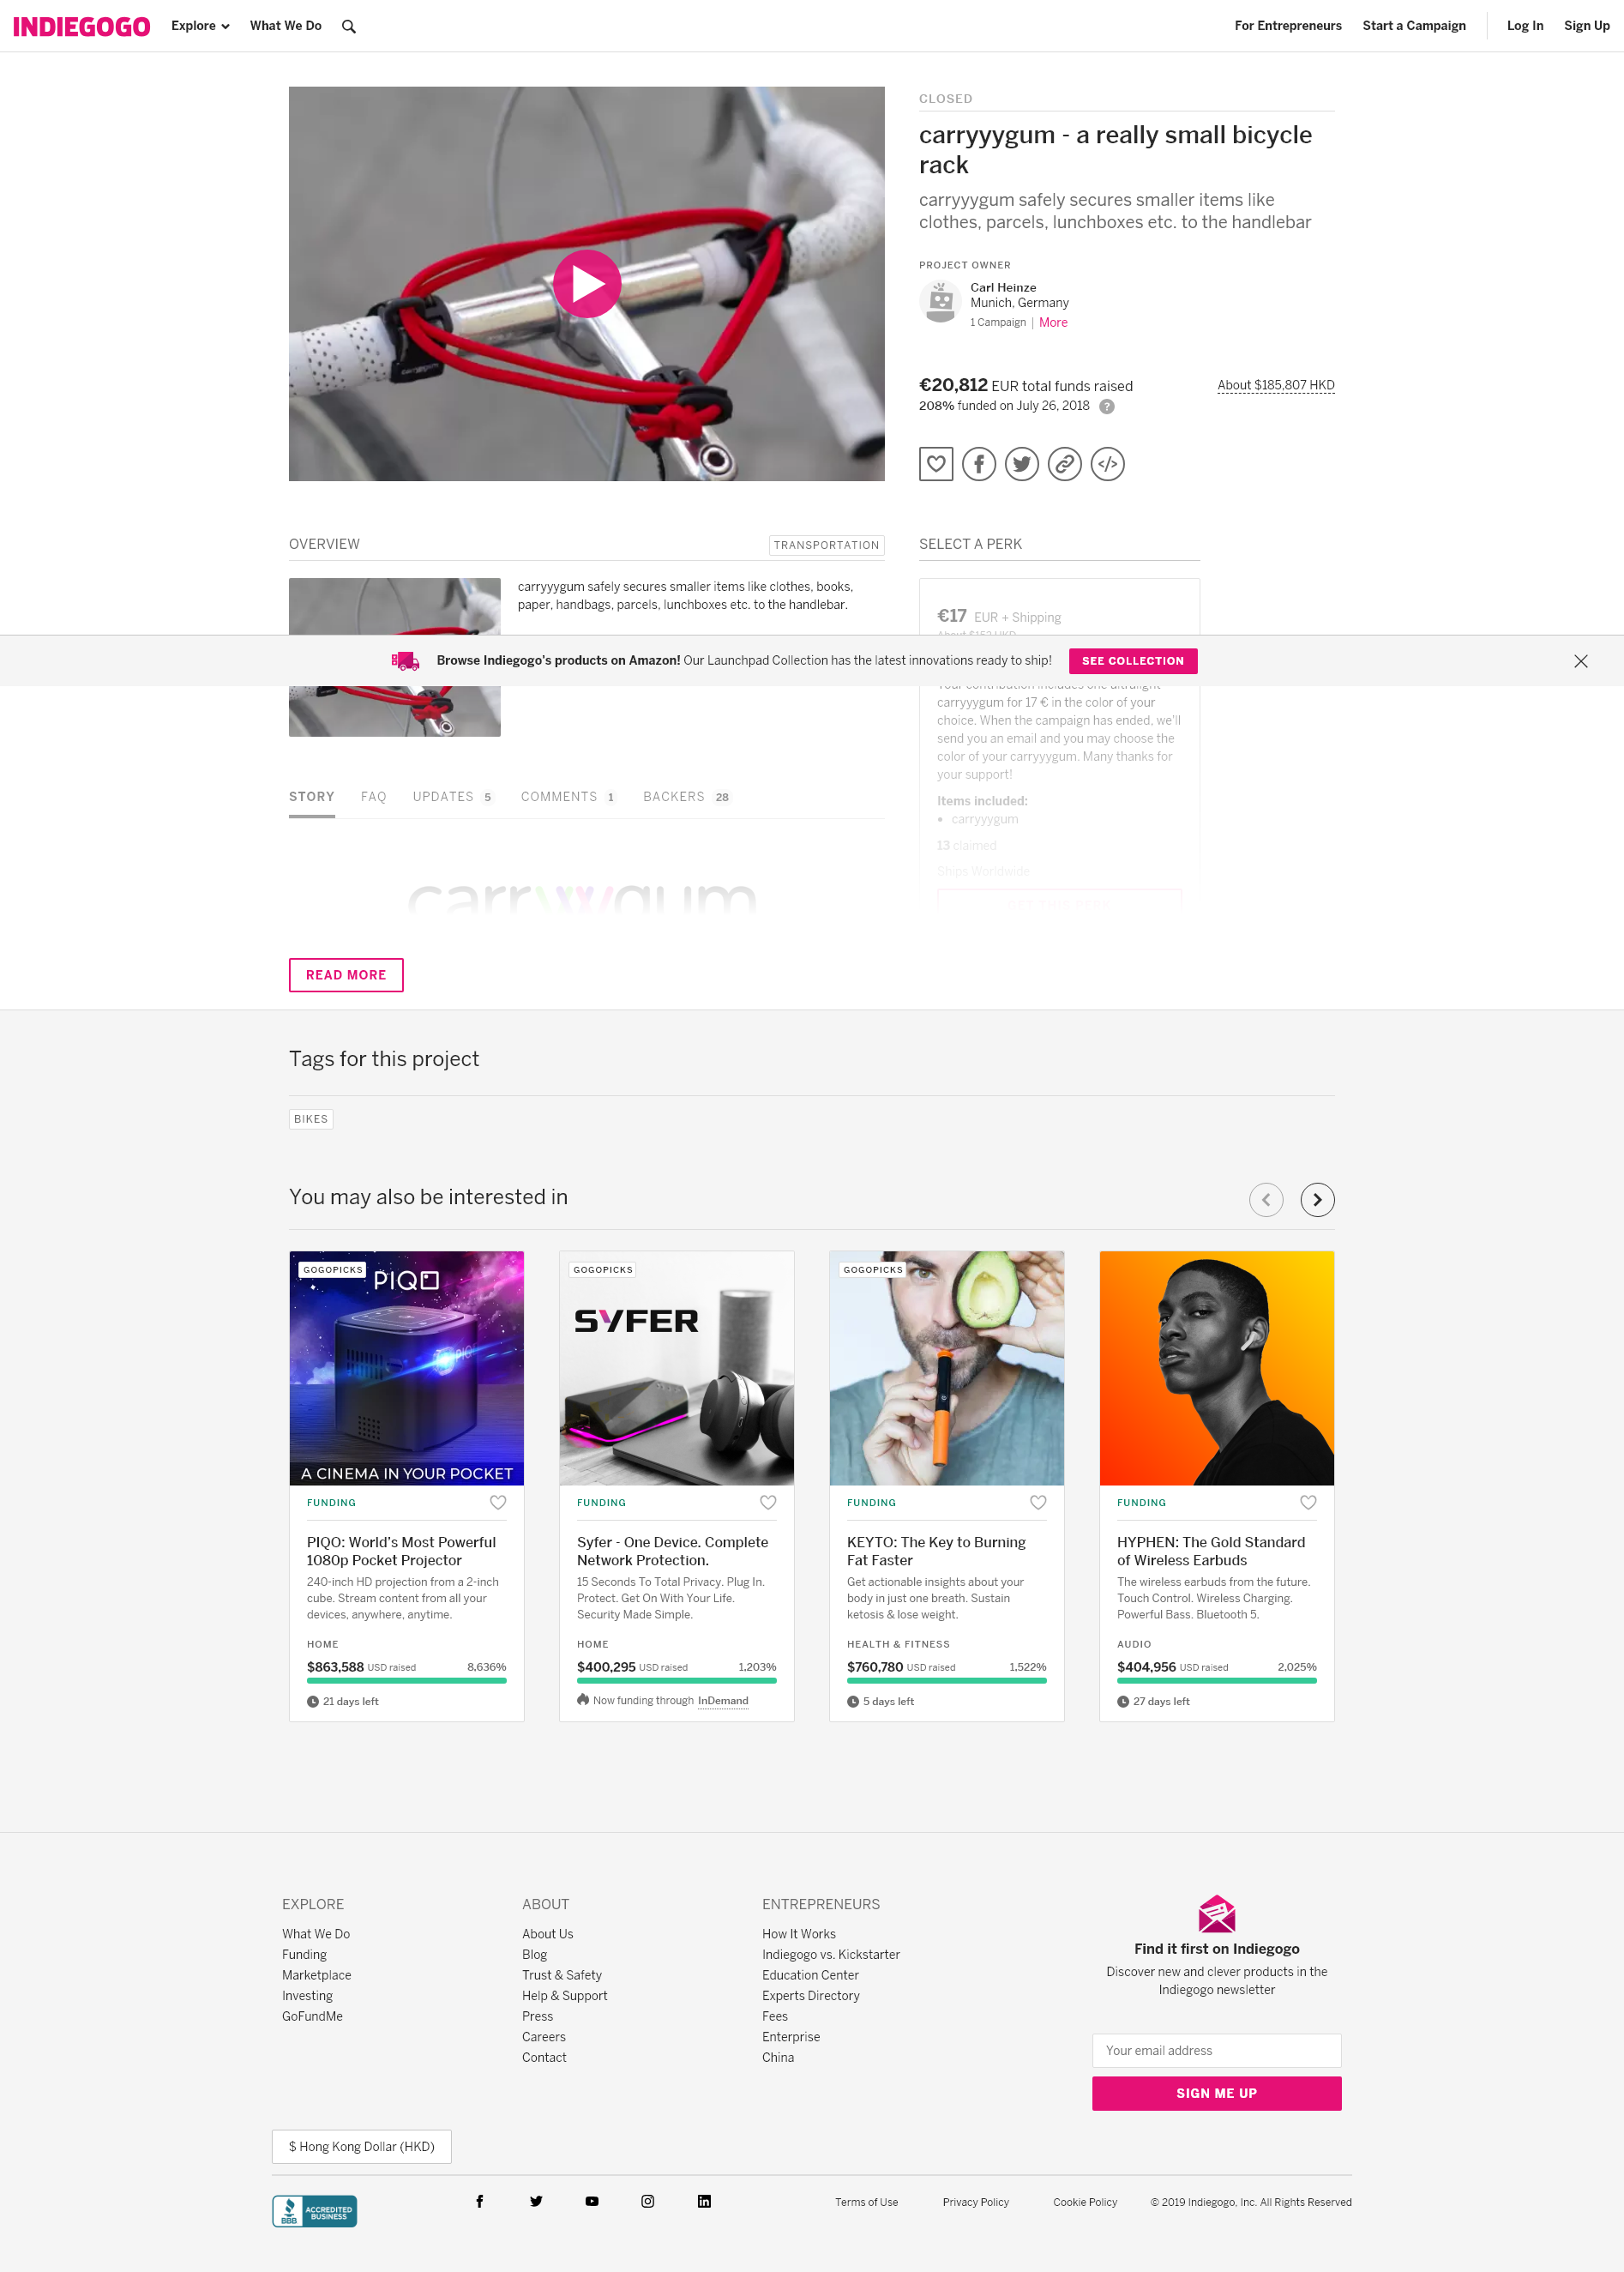 INDIEGOGO
Explore
What We Do
For Entrepreneurs
Start a Campaign
Log In
Sign Up
CLOSED
carryyygum - a really small bicycle
rack
carryyygum safely secures smaller items like
clothes, parcels, lunchboxes etc. to the handlebar
PROJECT OWNER
Carl Heinze
Munich, Germany
1 Campaign | More
€20,812 EUR total funds raised
About $185,807 HKD
208% funded on July 26, 2018 ?
OVERVIEW
TRANSPORTATION
carryyygum safely secures smaller items like clothes, books,
paper, handbags, parcels, lunchboxes etc. to the handlebar.
SELECT A PERK
€17 EUR + Shipping
Browse Indiegogo's products on Amazon! Our Launchpad Collection has the latest innovations ready to ship!
SEE COLLECTION
Your contribution includes one ultralight
carryyygum for 17 € in the color of your
choice. When the campaign has ended, we'll
send you an email and you may choose the
color of your carryyygum. Many thanks for
your support!
Items included:
• carryyygum
13 claimed
Ships Worldwide
STORY
FAQ
UPDATES 5
COMMENTS 1
BACKERS 28
carryyygum
READ MORE
Tags for this project
BIKES
You may also be interested in
GOGOPICKS
PIQO
A CINEMA IN YOUR POCKET
FUNDING
PIQO: World's Most Powerful
1080p Pocket Projector
240-inch HD projection from a 2-inch
cube. Stream content from all your
devices, anywhere, anytime.
HOME
$863,588 USD raised 8,636%
21 days left
GOGOPICKS
SYFER
FUNDING
Syfer - One Device. Complete
Network Protection.
15 Seconds To Total Privacy. Plug In.
Protect. Get On With Your Life.
Security Made Simple.
HOME
$400,295 USD raised 1,203%
Now funding through InDemand
GOGOPICKS
FUNDING
KEYTO: The Key to Burning
Fat Faster
Get actionable insights about your
body in just one breath. Sustain
ketosis & lose weight.
HEALTH & FITNESS
$760,780 USD raised 1,522%
5 days left
FUNDING
HYPHEN: The Gold Standard
of Wireless Earbuds
The wireless earbuds from the future.
Touch Control. Wireless Charging.
Powerful Bass. Bluetooth 5.
AUDIO
$404,956 USD raised 2,025%
27 days left
EXPLORE
What We Do
Funding
Marketplace
Investing
GoFundMe
ABOUT
About Us
Blog
Trust & Safety
Help & Support
Press
Careers
Contact
ENTREPRENEURS
How It Works
Indiegogo vs. Kickstarter
Education Center
Experts Directory
Fees
Enterprise
China
Find it first on Indiegogo
Discover new and clever products in the
Indiegogo newsletter
Your email address
SIGN ME UP
$ Hong Kong Dollar (HKD)
BBB
ACCREDITED
BUSINESS
Terms of Use
Privacy Policy
Cookie Policy
© 2019 Indiegogo, Inc. All Rights Reserved